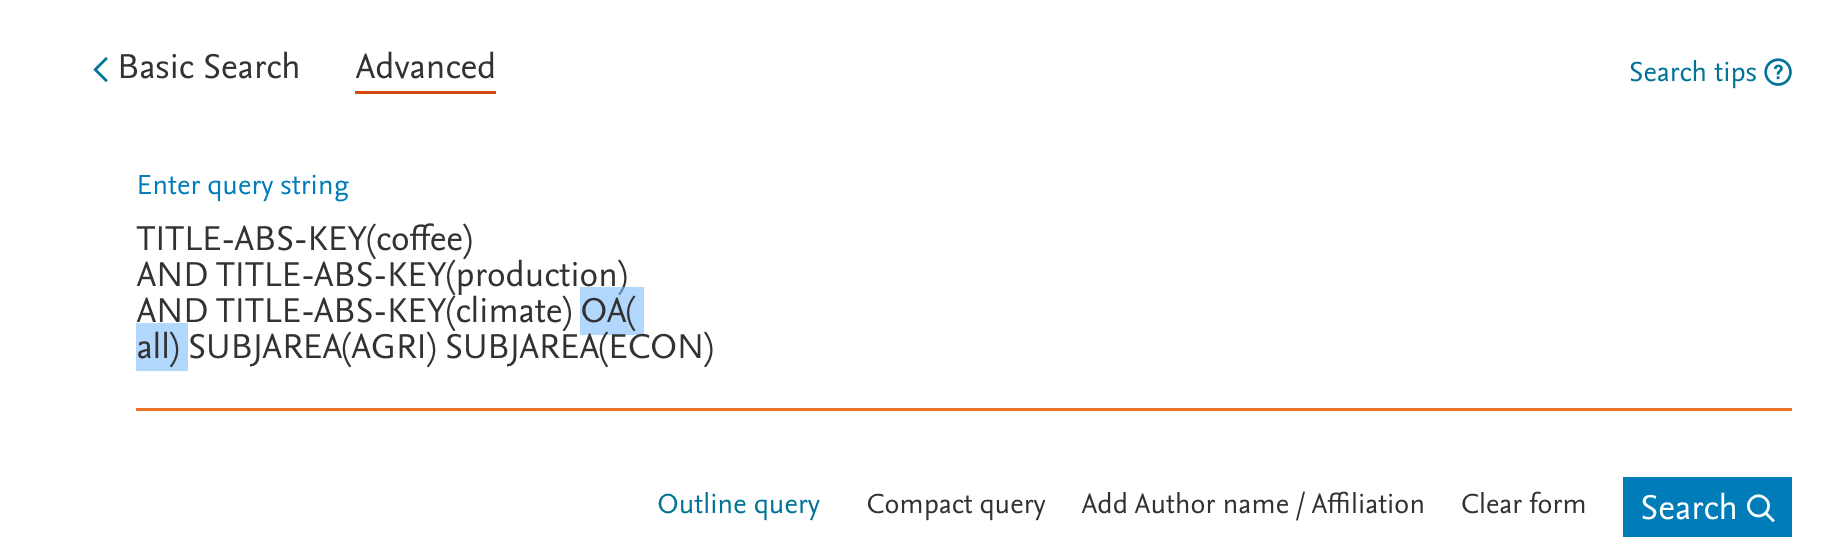 Basic Search Advanced Search tips ?
Enter query string
TITLE-ABS-KEY(coffee)
AND TITLE-ABS-KEY(production)
AND TITLE-ABS-KEY(climate) OA(
all) SUBJAREA(AGRI) SUBJAREA(ECON)
Outline query Compact query Add Author name / Affiliation Clear form Search